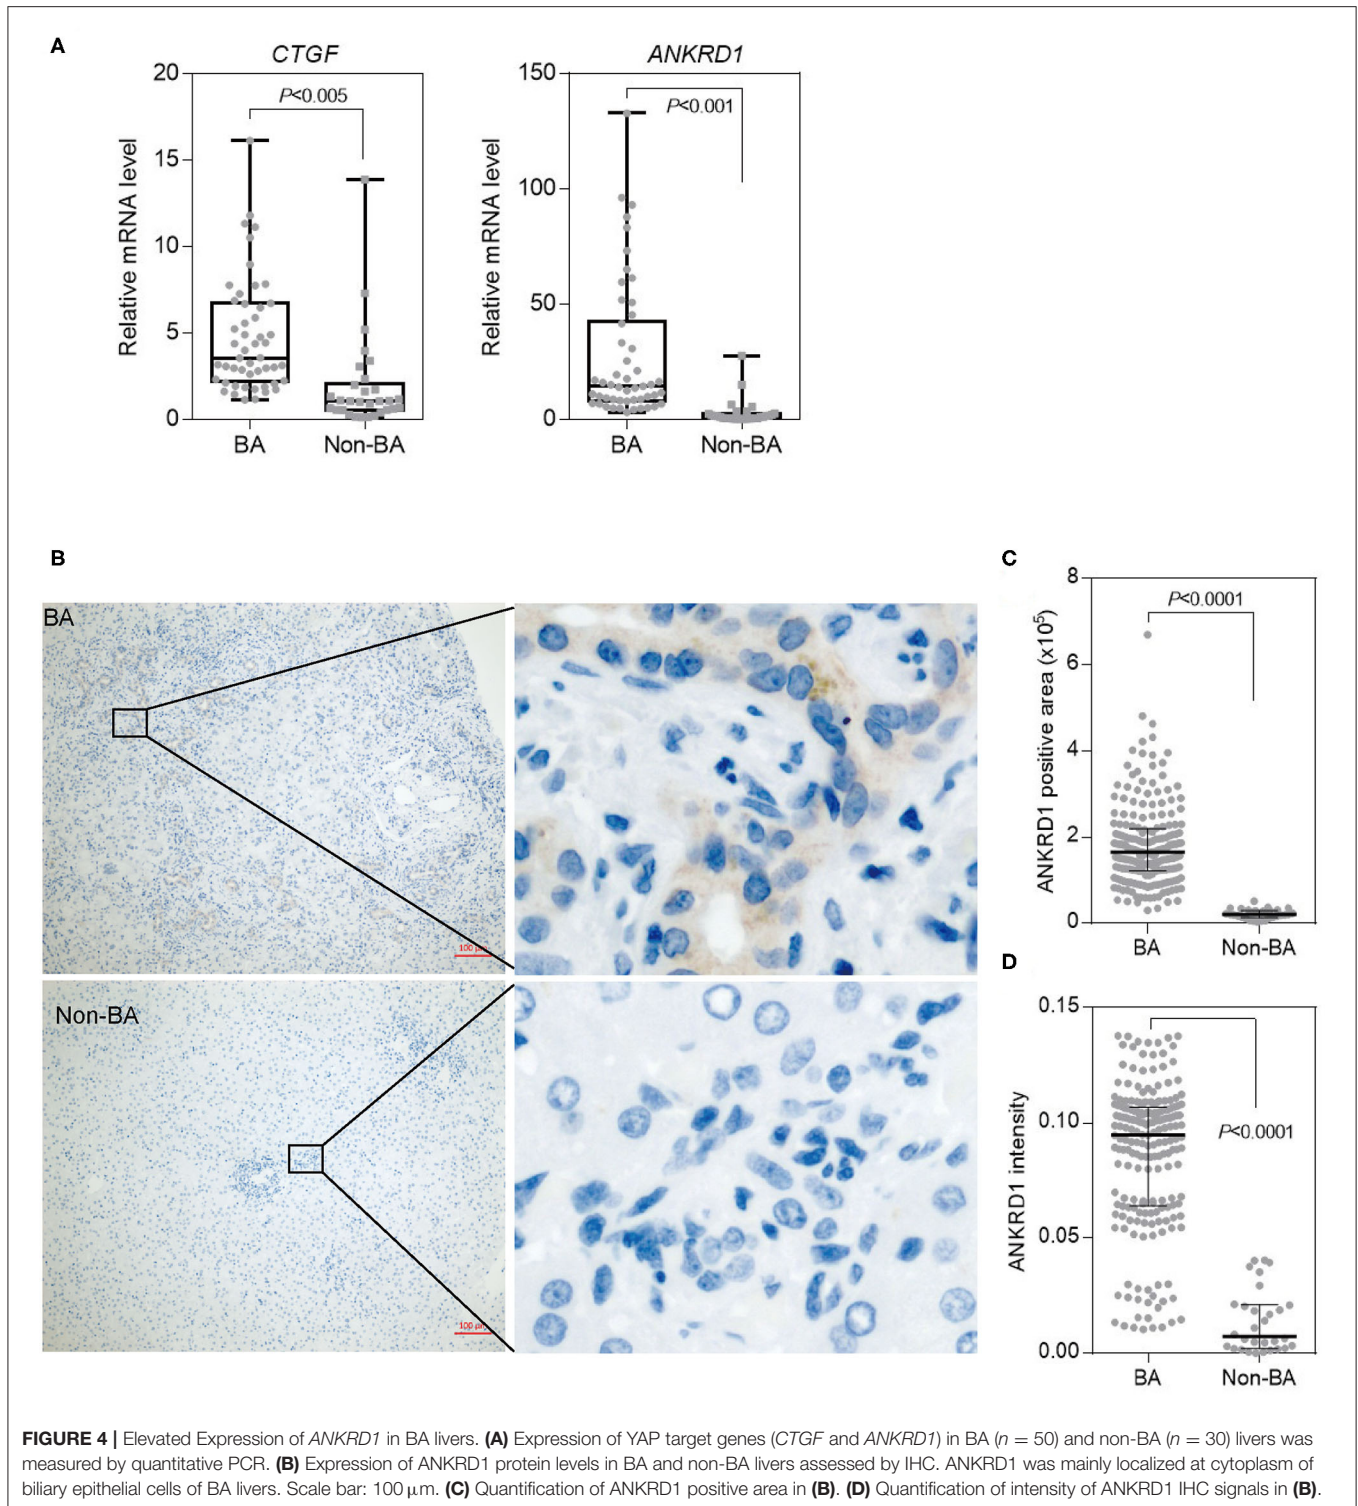 A
CTGF
ANKRD1
20
15
10
5
0
Relative mRNA level
P<0.005
BA
Non-BA
150
100
50
0
Relative mRNA level
P<0.001
BA
Non-BA
B
BA
100 µm
Non-BA
100 µm
C
8
6
4
2
0
ANKRD1 positive area (x10⁵)
P<0.0001
BA
Non-BA
D
0.15
0.10
0.05
0.00
ANKRD1 intensity
P<0.0001
BA
Non-BA
FIGURE 4 | Elevated Expression of ANKRD1 in BA livers. (A) Expression of YAP target genes (CTGF and ANKRD1) in BA (n = 50) and non-BA (n = 30) livers was
measured by quantitative PCR. (B) Expression of ANKRD1 protein levels in BA and non-BA livers assessed by IHC. ANKRD1 was mainly localized at cytoplasm of
biliary epithelial cells of BA livers. Scale bar: 100 µm. (C) Quantification of ANKRD1 positive area in (B). (D) Quantification of intensity of ANKRD1 IHC signals in (B).